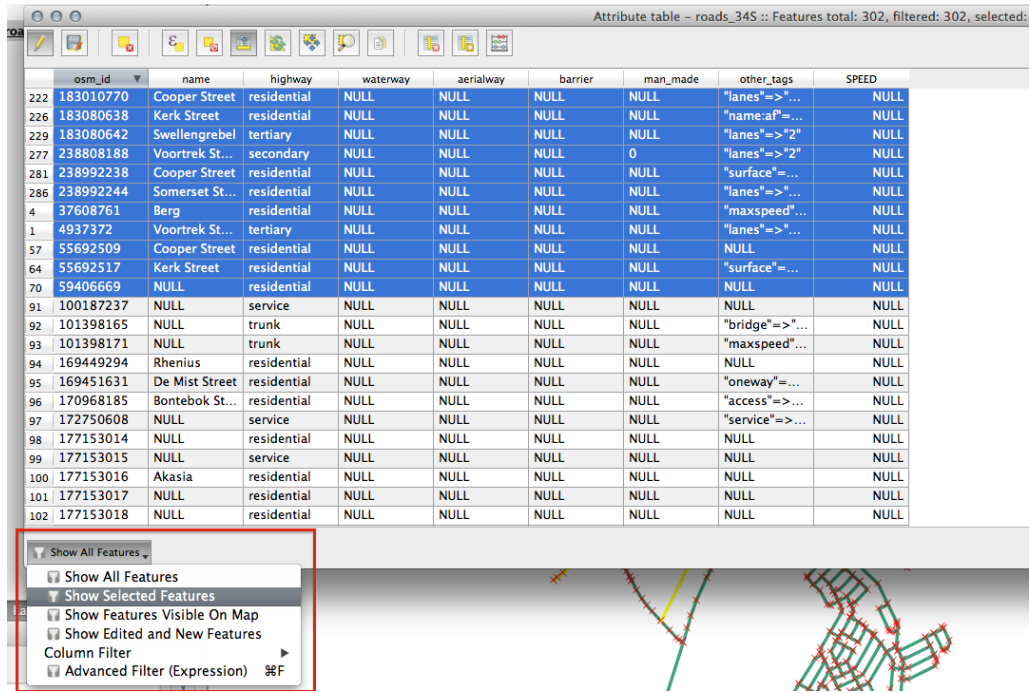 Attribute table – roads_34S :: Features total: 302, filtered: 302, selected:
osm_id name highway waterway aerialway barrier man_made other_tags SPEED
222 183010770 Cooper Street residential NULL NULL NULL NULL "lanes"=>"... NULL
226 183080638 Kerk Street residential NULL NULL NULL NULL "name:af"=... NULL
229 183080642 Swellengrebel tertiary NULL NULL NULL NULL "lanes"=>"2" NULL
277 238808188 Voortrek St... secondary NULL NULL NULL 0 "lanes"=>"2" NULL
281 238992238 Cooper Street residential NULL NULL NULL NULL "surface"=... NULL
286 238992244 Somerset St... residential NULL NULL NULL NULL "lanes"=>"... NULL
4 37608761 Berg residential NULL NULL NULL NULL "maxspeed"... NULL
1 4937372 Voortrek St... tertiary NULL NULL NULL NULL "lanes"=>"... NULL
57 55692509 Cooper Street residential NULL NULL NULL NULL NULL NULL
64 55692517 Kerk Street residential NULL NULL NULL NULL "surface"=... NULL
70 59406669 NULL residential NULL NULL NULL NULL NULL NULL
91 100187237 NULL service NULL NULL NULL NULL NULL NULL
92 101398165 NULL trunk NULL NULL NULL NULL "bridge"=>"... NULL
93 101398171 NULL trunk NULL NULL NULL NULL "maxspeed"... NULL
94 169449294 Rhenius residential NULL NULL NULL NULL NULL NULL
95 169451631 De Mist Street residential NULL NULL NULL NULL "oneway"=... NULL
96 170968185 Bontebok St... residential NULL NULL NULL NULL "access"=>... NULL
97 172750608 NULL service NULL NULL NULL NULL "service"=>... NULL
98 177153014 NULL residential NULL NULL NULL NULL NULL NULL
99 177153015 NULL service NULL NULL NULL NULL NULL NULL
100 177153016 Akasia residential NULL NULL NULL NULL NULL NULL
101 177153017 NULL residential NULL NULL NULL NULL NULL NULL
102 177153018 NULL residential NULL NULL NULL NULL NULL NULL
Show All Features
Show All Features
Show Selected Features
Show Features Visible On Map
Show Edited and New Features
Column Filter
Advanced Filter (Expression) ⌘F